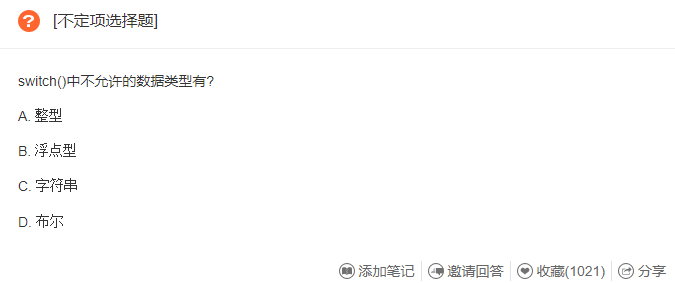 [不定项选择题]
switch()中不允许的数据类型有?
A. 整型
B. 浮点型
C. 字符串
D. 布尔
添加笔记 邀请回答 收藏(1021) 分享